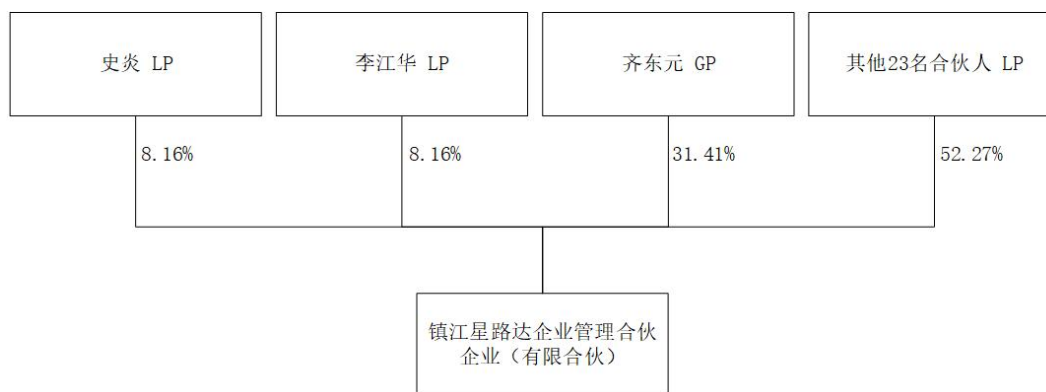 史炎 LP
李江华 LP
齐东元 GP
其他23名合伙人 LP
8.16%
8.16%
31.41%
52.27%
镇江星路达企业管理合伙
企业（有限合伙）